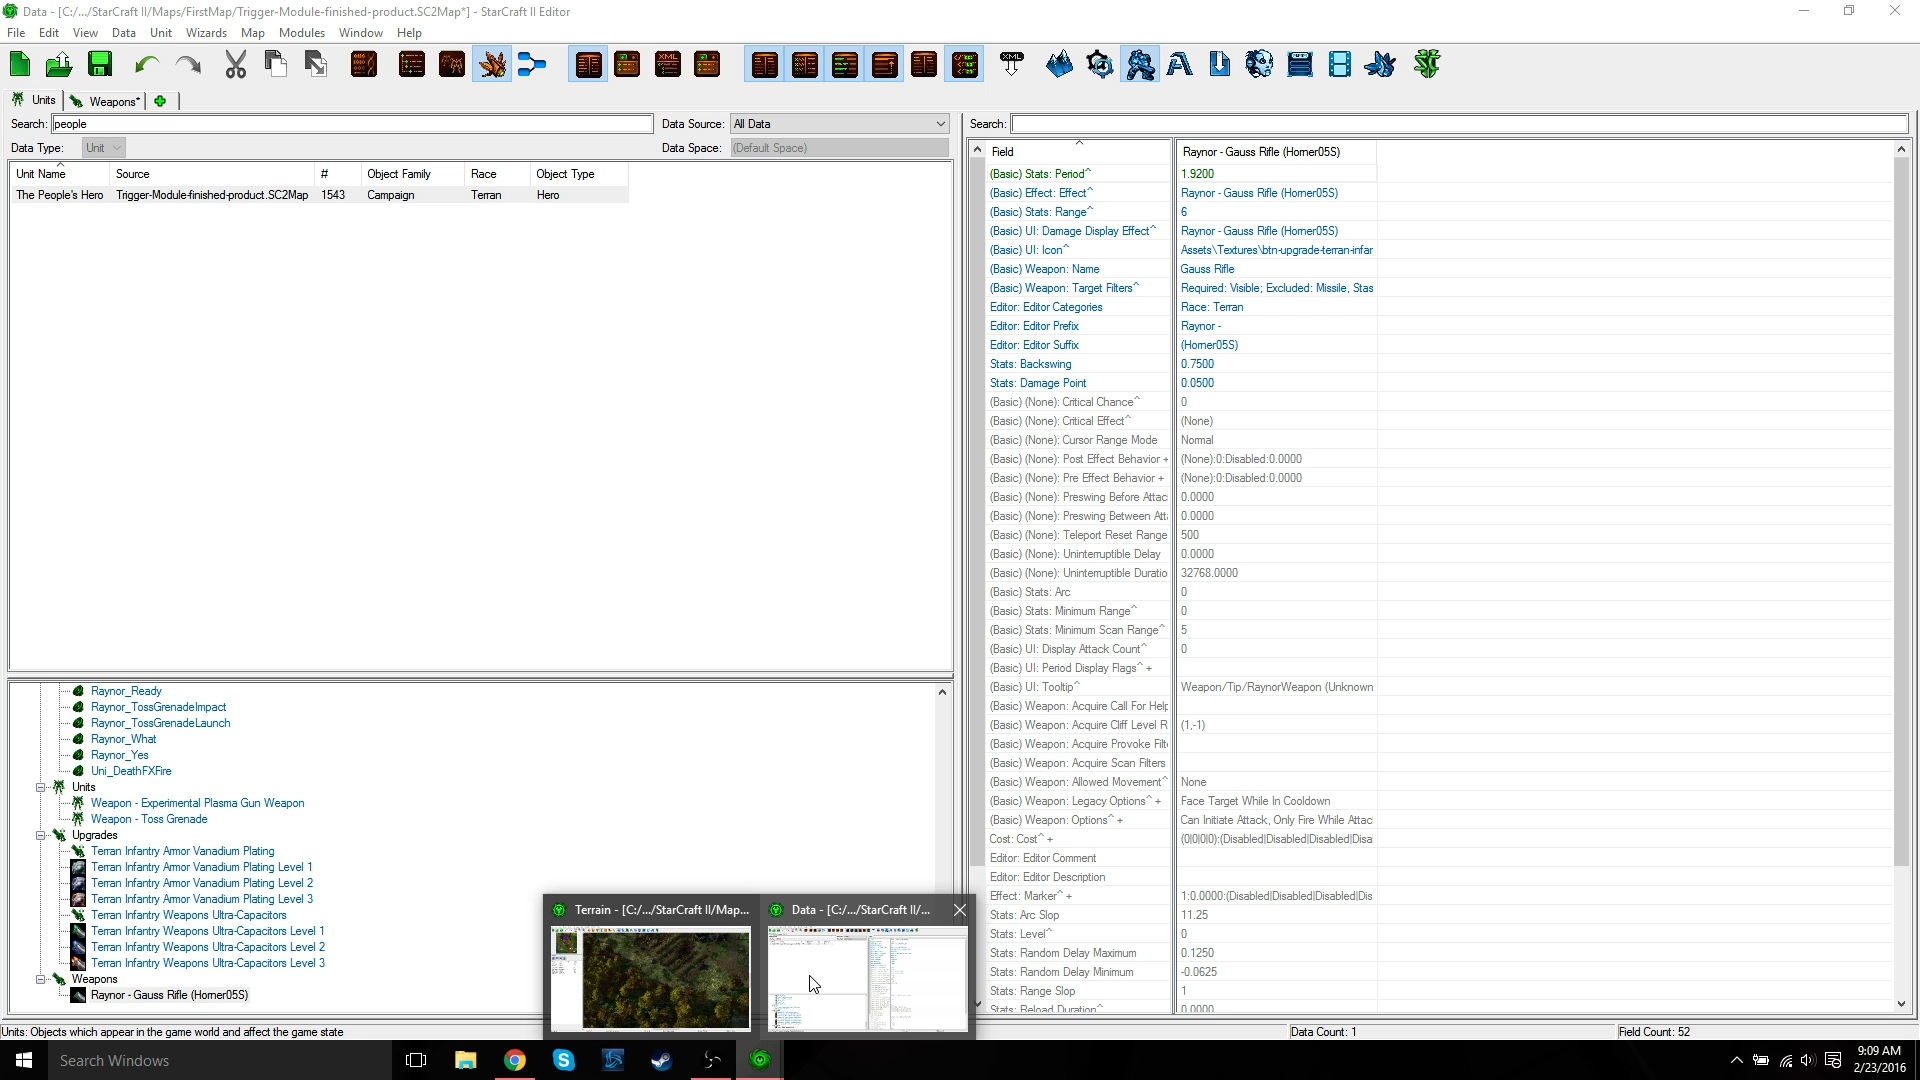 Data - [C:/.../StarCraft II/Maps/FirstMap/Trigger-Module-finished-product.SC2Map*] - StarCraft II Editor
File Edit View Data Unit Wizards Map Modules Window Help
XML
XML
Units Weapons*
Search: people Data Source: All Data
Data Type: Unit Data Space: (Default Space)
Unit Name Source # Object Family Race Object Type
The People's Hero Trigger-Module-finished-product.SC2Map 1543 Campaign Terran Hero
Raynor_Ready
Raynor_TossGrenadeImpact
Raynor_TossGrenadeLaunch
Raynor_What
Raynor_Yes
Uni_DeathFXFire
Units
Weapon - Experimental Plasma Gun Weapon
Weapon - Toss Grenade
Upgrades
Terran Infantry Armor Vanadium Plating
Terran Infantry Armor Vanadium Plating Level 1
Terran Infantry Armor Vanadium Plating Level 2
Terran Infantry Armor Vanadium Plating Level 3
Terran Infantry Weapons Ultra-Capacitors
Terran Infantry Weapons Ultra-Capacitors Level 1
Terran Infantry Weapons Ultra-Capacitors Level 2
Terran Infantry Weapons Ultra-Capacitors Level 3
Weapons
Raynor - Gauss Rifle (Homer05S)
Search:
Field Raynor - Gauss Rifle (Homer05S)
(Basic) Stats: Period^ 1.9200
(Basic) Effect: Effect^ Raynor - Gauss Rifle (Homer05S)
(Basic) Stats: Range^ 6
(Basic) UI: Damage Display Effect^ Raynor - Gauss Rifle (Homer05S)
(Basic) UI: Icon^ Assets\Textures\btn-upgrade-terran-infar
(Basic) Weapon: Name Gauss Rifle
(Basic) Weapon: Target Filters^ Required: Visible; Excluded: Missile, Stas
Editor: Editor Categories Race: Terran
Editor: Editor Prefix Raynor -
Editor: Editor Suffix (Homer05S)
Stats: Backswing 0.7500
Stats: Damage Point 0.0500
(Basic) (None): Critical Chance^ 0
(Basic) (None): Critical Effect^ (None)
(Basic) (None): Cursor Range Mode Normal
(Basic) (None): Post Effect Behavior + (None):0:Disabled:0.0000
(Basic) (None): Pre Effect Behavior + (None):0:Disabled:0.0000
(Basic) (None): Preswing Before Attac 0.0000
(Basic) (None): Preswing Between Att 0.0000
(Basic) (None): Teleport Reset Range 500
(Basic) (None): Uninterruptible Delay 0.0000
(Basic) (None): Uninterruptible Duratio 32768.0000
(Basic) Stats: Arc 0
(Basic) Stats: Minimum Range^ 0
(Basic) Stats: Minimum Scan Range^ 5
(Basic) UI: Display Attack Count^ 0
(Basic) UI: Period Display Flags^ +
(Basic) UI: Tooltip^ Weapon/Tip/RaynorWeapon (Unknown
(Basic) Weapon: Acquire Call For Help
(Basic) Weapon: Acquire Cliff Level R (1,-1)
(Basic) Weapon: Acquire Provoke Filt
(Basic) Weapon: Acquire Scan Filters
(Basic) Weapon: Allowed Movement^ None
(Basic) Weapon: Legacy Options^ + Face Target While In Cooldown
(Basic) Weapon: Options^ + Can Initiate Attack, Only Fire While Attac
Cost: Cost^ + (0|0|0|0):(Disabled|Disabled|Disabled|Disa
Editor: Editor Comment
Editor: Editor Description
Effect: Marker^ + 1:0.0000:(Disabled|Disabled|Disabled|Dis
Stats: Arc Slop 11.25
Stats: Level^ 0
Stats: Random Delay Maximum 0.1250
Stats: Random Delay Minimum -0.0625
Stats: Range Slop 1
Stats: Reload Duration^ 0.0000
Terrain - [C:/.../StarCraft II/Map... Data - [C:/.../StarCraft II/...
Units: Objects which appear in the game world and affect the game state Data Count: 1 Field Count: 52
Search Windows
9:09 AM
2/23/2016